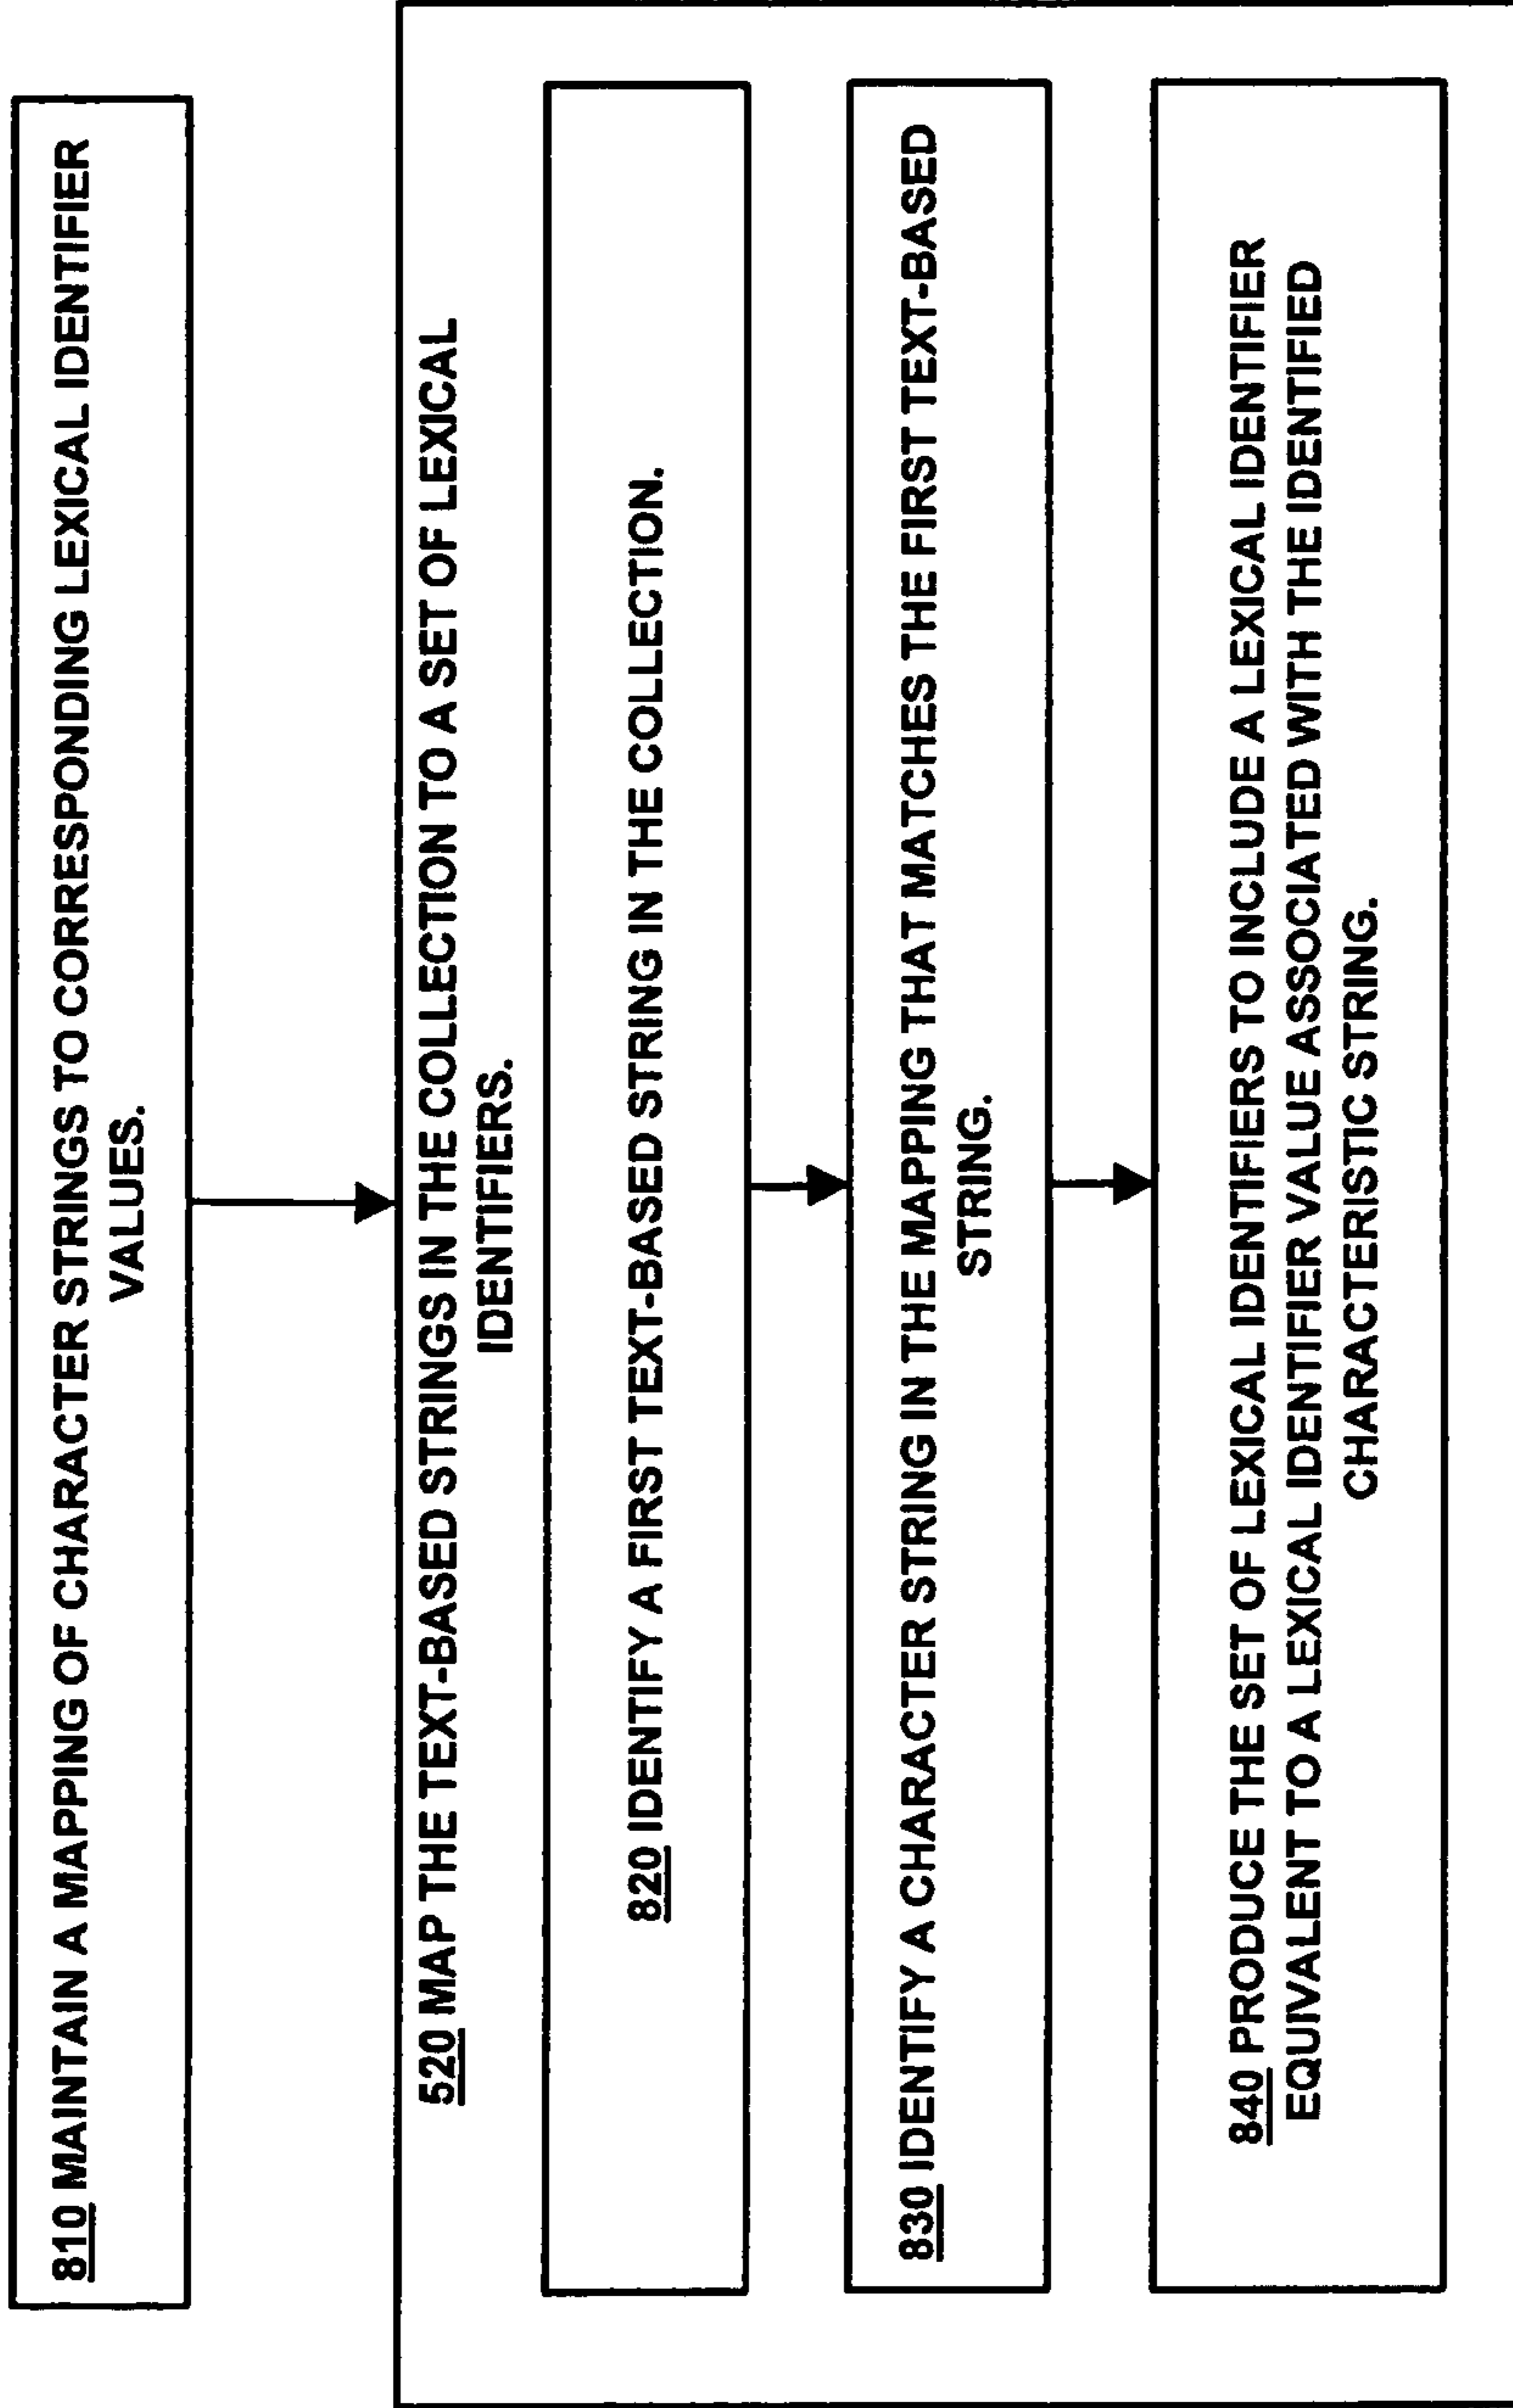 810 MAINTAIN A MAPPING OF CHARACTER STRINGS TO CORRESPONDING LEXICAL IDENTIFIER
VALUES.
520 MAP THE TEXT-BASED STRINGS IN THE COLLECTION TO A SET OF LEXICAL
IDENTIFIERS.
820 IDENTIFY A FIRST TEXT-BASED STRING IN THE COLLECTION.
830 IDENTIFY A CHARACTER STRING IN THE MAPPING THAT MATCHES THE FIRST TEXT-BASED
STRING.
840 PRODUCE THE SET OF LEXICAL IDENTIFIERS TO INCLUDE A LEXICAL IDENTIFIER
EQUIVALENT TO A LEXICAL IDENTIFIER VALUE ASSOCIATED WITH THE IDENTIFIED
CHARACTERISTIC STRING.